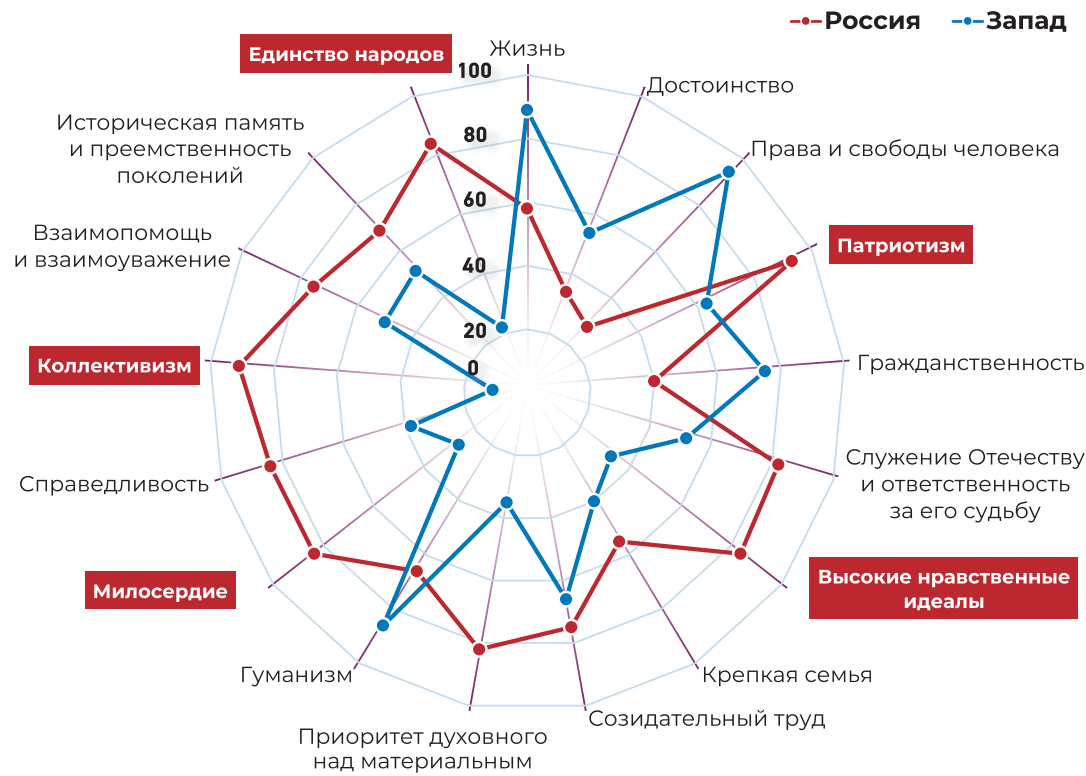 Россия
Запад
Жизнь
Единство народов
100
Достоинство
Историческая память
и преемственность
поколений
80
Права и свободы человека
60
Взаимопомощь
и взаимоуважение
Патриотизм
40
20
0
Коллективизм
Гражданственность
Справедливость
Служение Отечеству
и ответственность
за его судьбу
Милосердие
Высокие нравственные
идеалы
Гуманизм
Крепкая семья
Созидательный труд
Приоритет духовного
над материальным